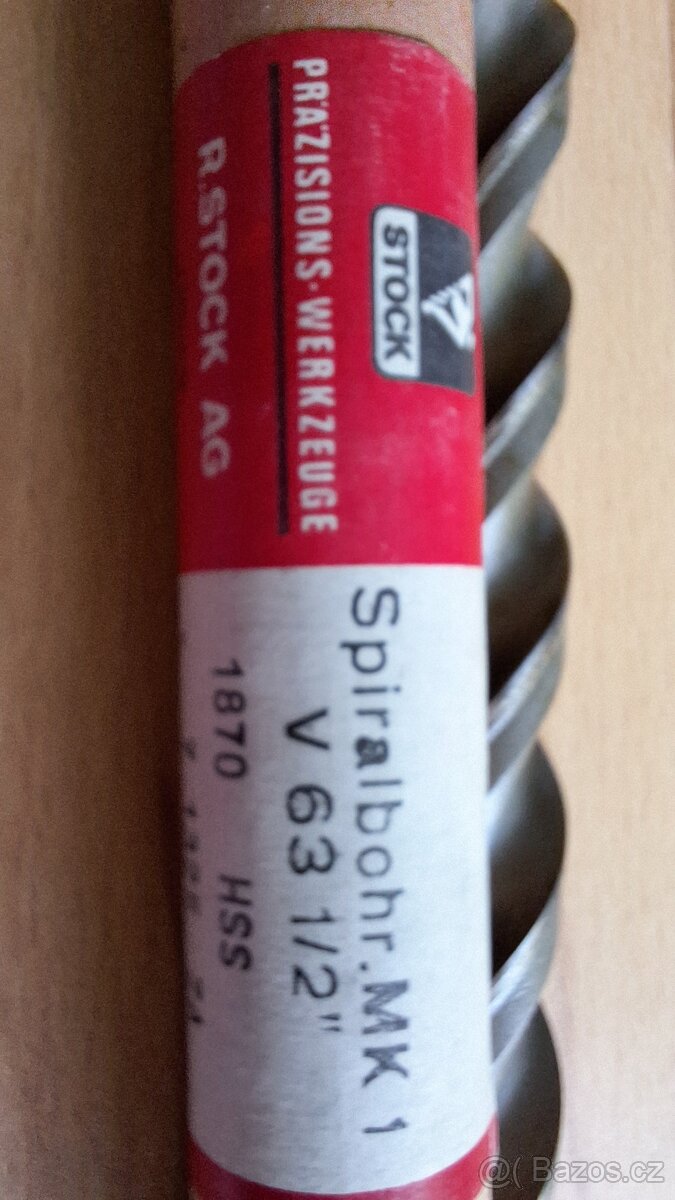 STOCK
PRÄZISIONS-WERKZEUGE
R.STOCK AG
Spiralbohr.MK 1
V 63 1/2"
1870 HSS
@( Bazos.cz